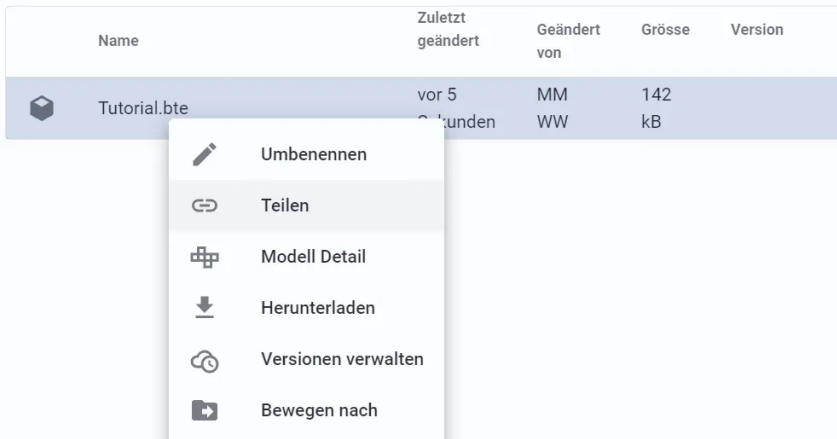 Name
Zuletzt
geändert
Geändert
von
Grösse
Version
Tutorial.bte
vor 5
Sekunden
MM
WW
142
kB
Umbenennen
Teilen
Modell Detail
Herunterladen
Versionen verwalten
Bewegen nach